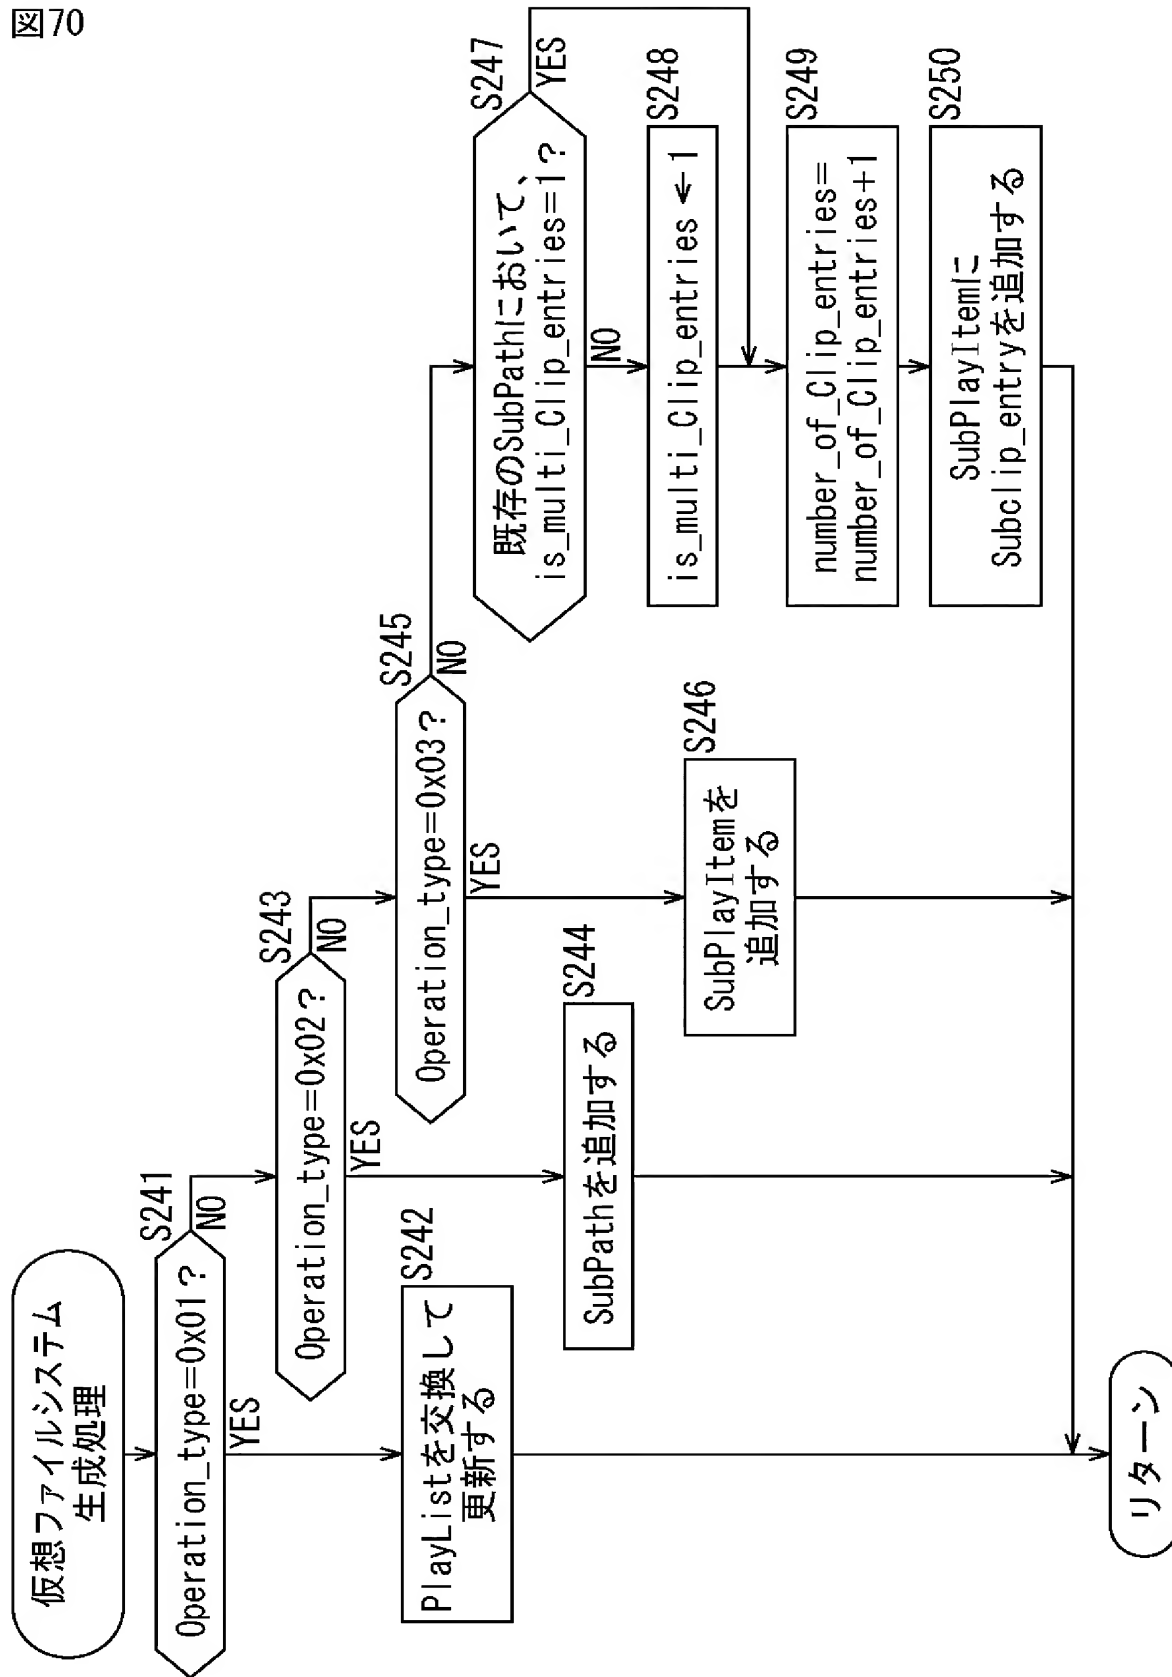 図70
仮想ファイルシステム
生成処理
S241
Operation_type=0x01?
NO
YES
S242
PlayListを交換して
更新する
S243
Operation_type=0x02?
NO
YES
S244
SubPathを追加する
S245
Operation_type=0x03?
NO
YES
S246
SubPlayItemを
追加する
S247
既存のSubPathにおいて、
is_multi_Clip_entries=1?
YES
NO
S248
is_multi_Clip_entries ← 1
S249
number_of_Clip_entries=
number_of_Clip_entries+1
S250
SubPlayItemに
Subclip_entryを追加する
リターン